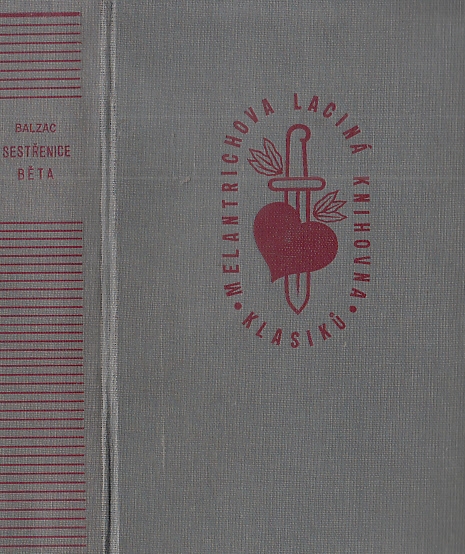 BALZAC
SESTŘENICE
BĚTA
MELANTRICHOVA LACINÁ KNIHOVNA
• KLASIKŮ •